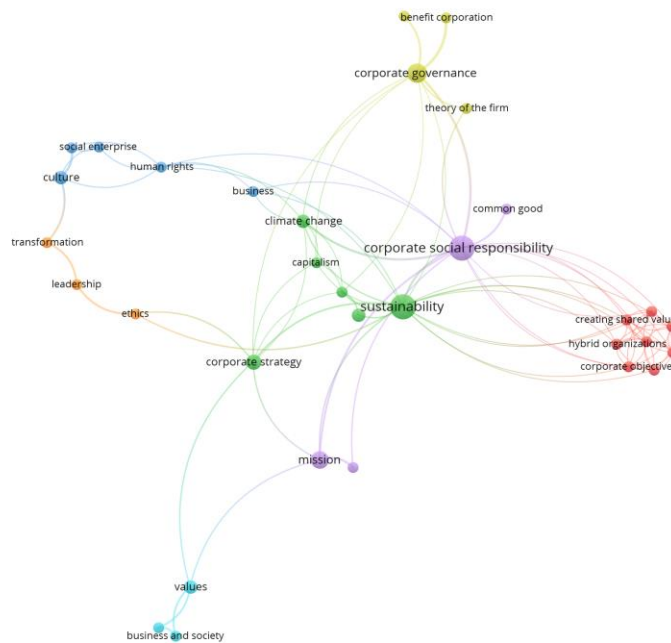 benefit corporation
corporate governance
theory of the firm
social enterprise
human rights
culture
business
common good
climate change
transformation
corporate social responsibility
capitalism
leadership
sustainability
ethics
creating shared valu
hybrid organizations
corporate strategy
corporate objective
mission
values
business and society